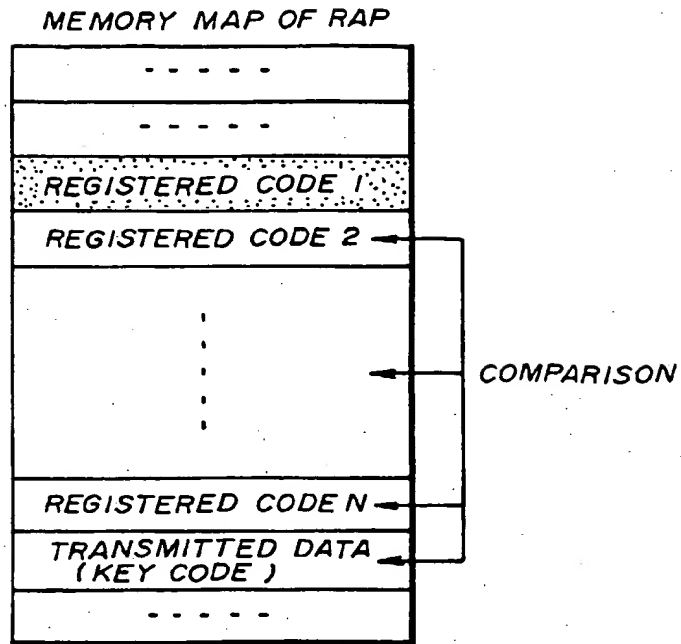 MEMORY MAP OF RAP
- - - - -
- - - - -
REGISTERED CODE 1
REGISTERED CODE 2
COMPARISON
REGISTERED CODE N
TRANSMITTED DATA
(KEY CODE)
- - - - -